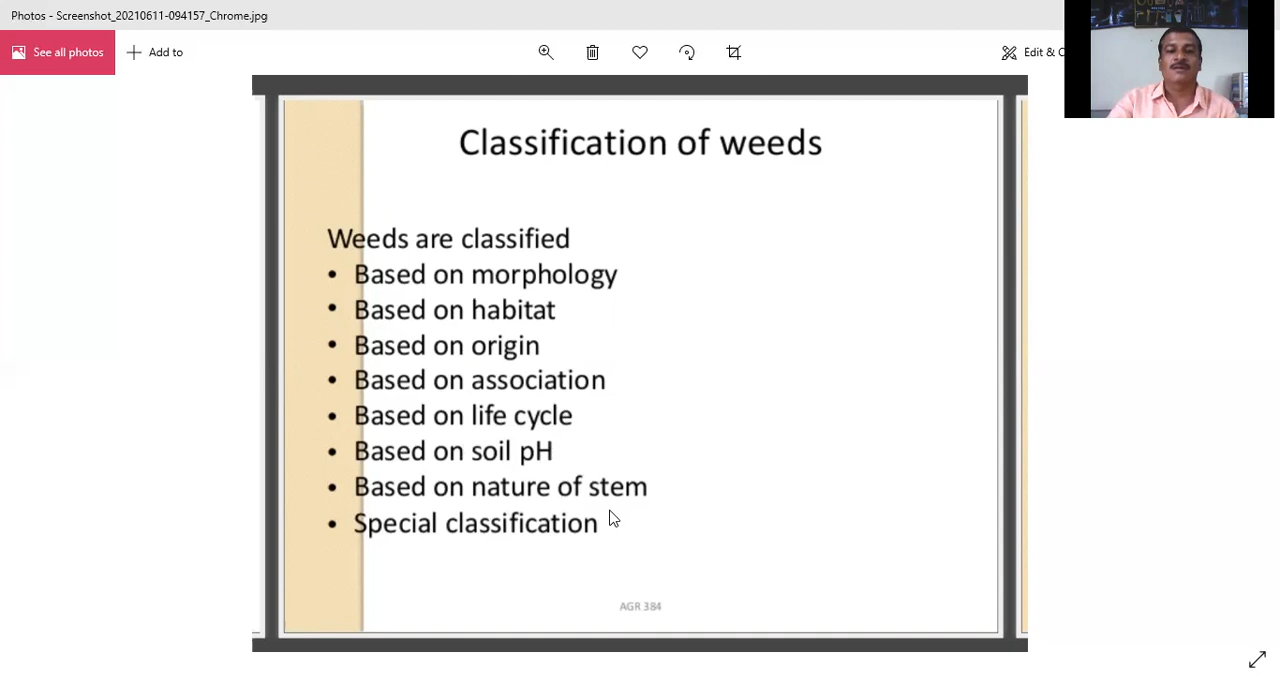 Photos - Screenshot_20210611-094157_Chrome.jpg
See all photos
Add to
Edit & C
Classification of weeds
Weeds are classified
• Based on morphology
• Based on habitat
• Based on origin
• Based on association
• Based on life cycle
• Based on soil pH
• Based on nature of stem
• Special classification
AGR 384